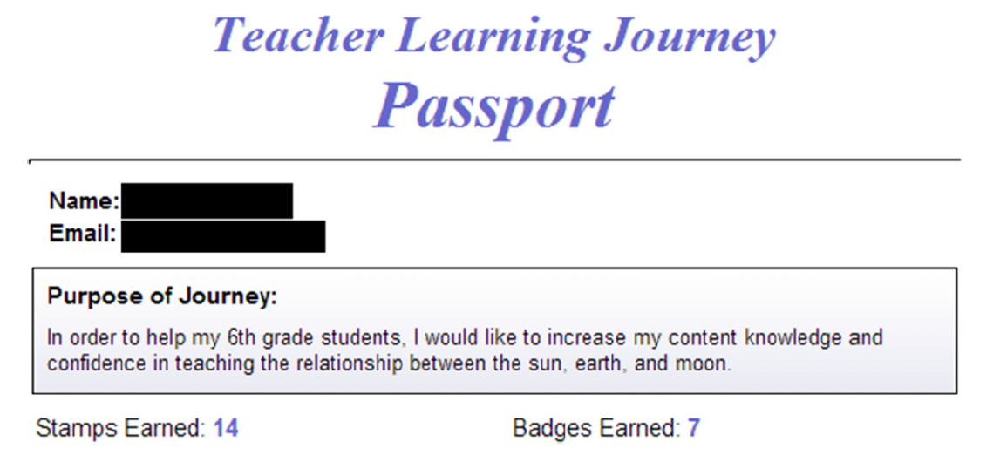 Teacher Learning Journey
Passport
Name:
Email:
Purpose of Journey:
In order to help my 6th grade students, I would like to increase my content knowledge and
confidence in teaching the relationship between the sun, earth, and moon.
Stamps Earned: 14 Badges Earned: 7